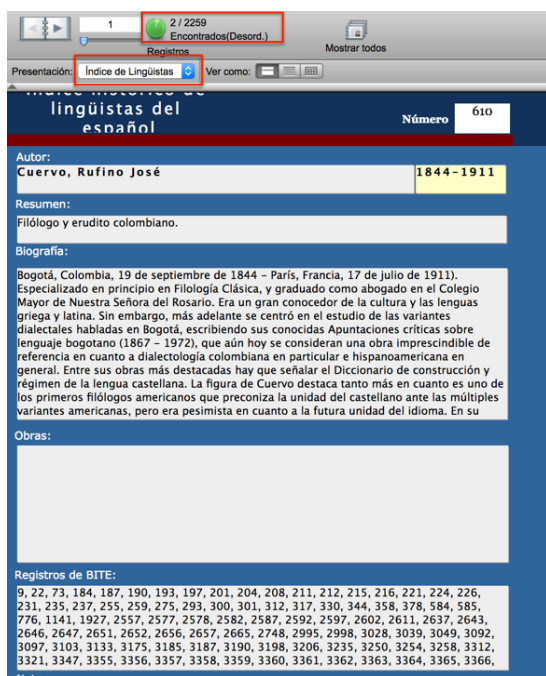 1
2 / 2259
Encontrados(Desord.)
Registros
Mostrar todos
Presentación:
Índice de Lingüistas
Ver como:
Índice histórico de
lingüistas del
español
Número
610
Autor:
Cuervo, Rufino José
1844-1911
Resumen:
Filólogo y erudito colombiano.
Biografía:
Bogotá, Colombia, 19 de septiembre de 1844 – París, Francia, 17 de julio de 1911).
Especializado en principio en Filología Clásica, y graduado como abogado en el Colegio
Mayor de Nuestra Señora del Rosario. Era un gran conocedor de la cultura y las lenguas
griega y latina. Sin embargo, más adelante se centró en el estudio de las variantes
dialectales habladas en Bogotá, escribiendo sus conocidas Apuntaciones críticas sobre
lenguaje bogotano (1867 – 1972), que aún hoy se consideran una obra imprescindible de
referencia en cuanto a dialectología colombiana en particular e hispanoamericana en
general. Entre sus obras más destacadas hay que señalar el Diccionario de construcción y
régimen de la lengua castellana. La figura de Cuervo destaca tanto más en cuanto es uno de
los primeros filólogos americanos que preconiza la unidad del castellano ante las múltiples
variantes americanas, pero era pesimista en cuanto a la futura unidad del idioma. En su
Obras:
Registros de BITE:
9, 22, 73, 184, 187, 190, 193, 197, 201, 204, 208, 211, 212, 215, 216, 221, 224, 226,
231, 235, 237, 255, 259, 275, 293, 300, 301, 312, 317, 330, 344, 358, 378, 584, 585,
776, 1141, 1927, 2557, 2577, 2578, 2582, 2587, 2592, 2597, 2602, 2611, 2637, 2643,
2646, 2647, 2651, 2652, 2656, 2657, 2665, 2748, 2995, 2998, 3028, 3039, 3049, 3092,
3097, 3103, 3133, 3175, 3185, 3187, 3190, 3198, 3206, 3235, 3250, 3254, 3258, 3312,
3321, 3347, 3355, 3356, 3357, 3358, 3359, 3360, 3361, 3362, 3363, 3364, 3365, 3366,